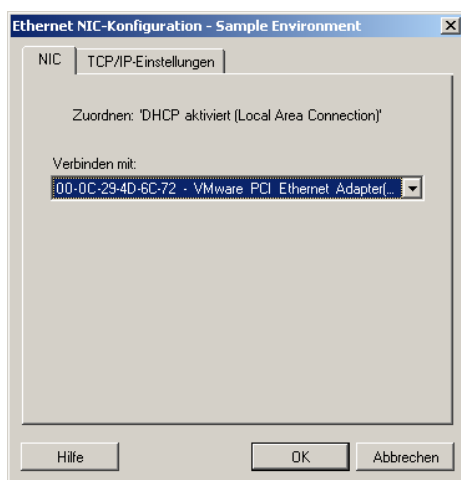 Ethernet NIC-Konfiguration - Sample Environment
NIC
TCP/IP-Einstellungen
Zuordnen: 'DHCP aktiviert (Local Area Connection)'
Verbinden mit:
00-0C-29-4D-6C-72 - VMware PCI Ethernet Adapter(...
Hilfe
OK
Abbrechen